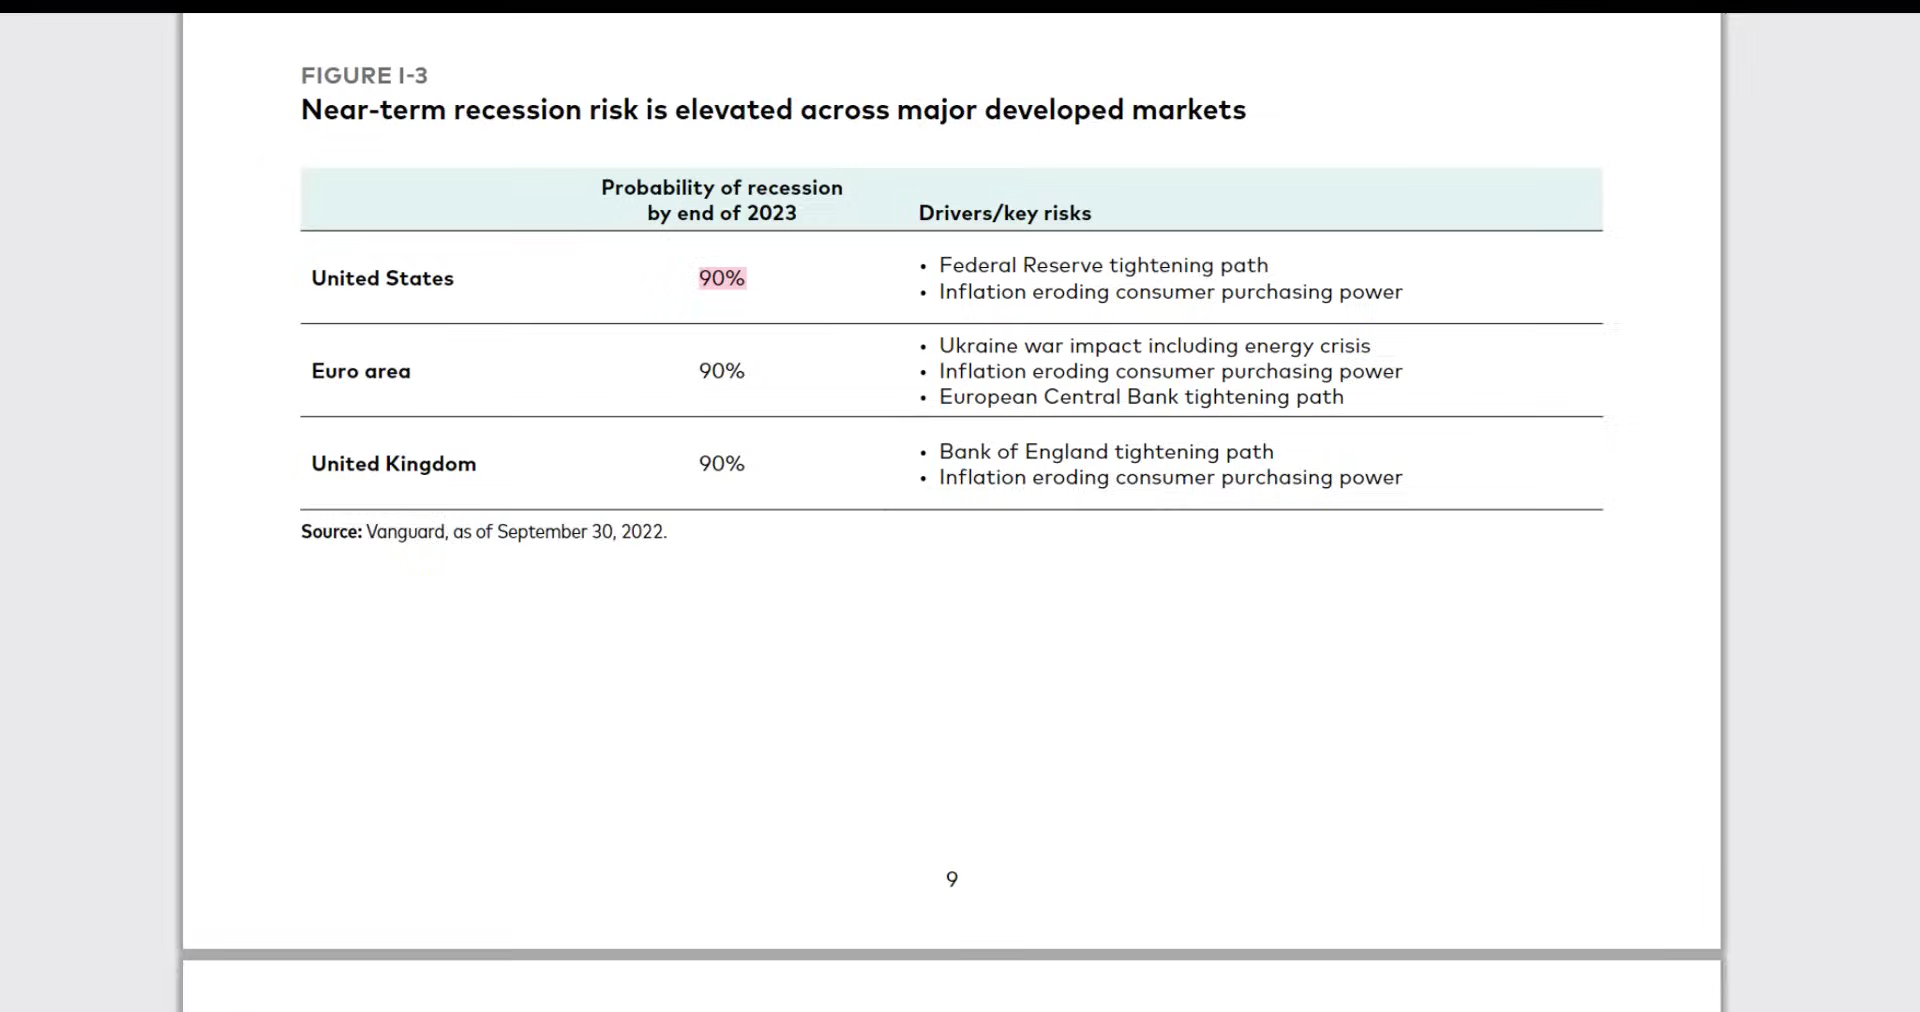 FIGURE I-3
Near-term recession risk is elevated across major developed markets
Probability of recession
by end of 2023
Drivers/key risks
United States
90%
• Federal Reserve tightening path
• Inflation eroding consumer purchasing power
Euro area
90%
• Ukraine war impact including energy crisis
• Inflation eroding consumer purchasing power
• European Central Bank tightening path
United Kingdom
90%
• Bank of England tightening path
• Inflation eroding consumer purchasing power
Source: Vanguard, as of September 30, 2022.
9